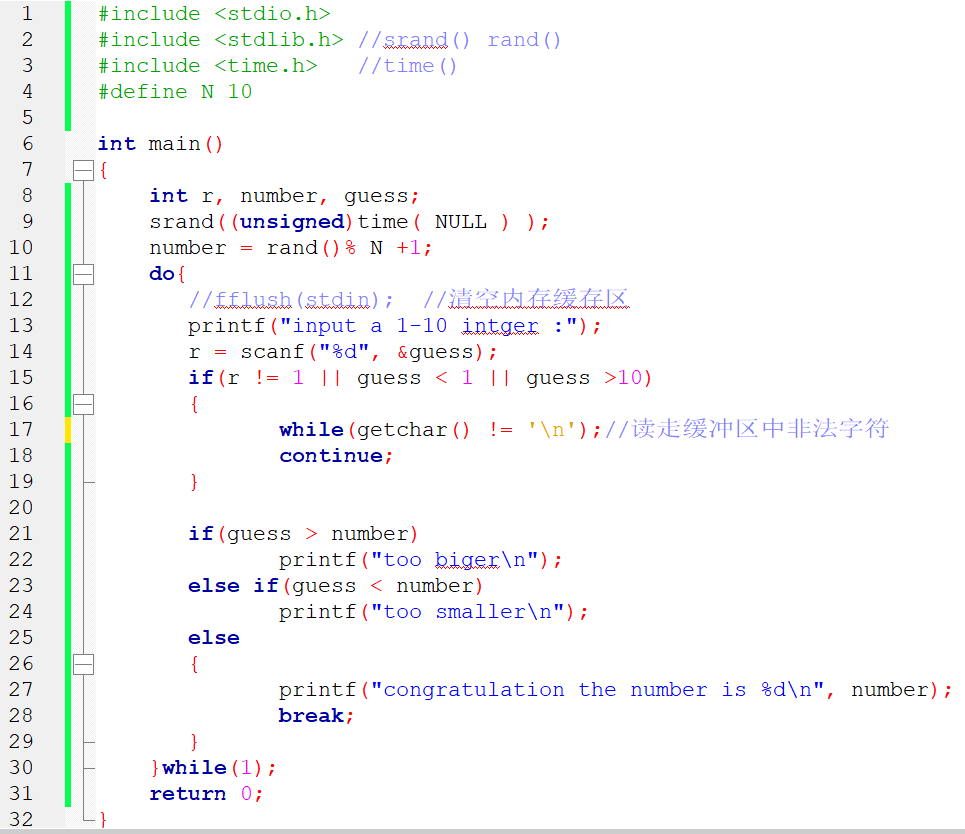 1 #include <stdio.h>
2 #include <stdlib.h> //srand() rand()
3 #include <time.h>   //time()
4 #define N 10
5
6 int main()
7 {
8     int r, number, guess;
9     srand((unsigned)time( NULL ) );
10     number = rand()% N +1;
11     do{
12        //fflush(stdin);  //清空内存缓存区
13        printf("input a 1-10 intger :");
14        r = scanf("%d", &guess);
15        if(r != 1 || guess < 1 || guess >10)
16        {
17               while(getchar() != '\n');//读走缓冲区中非法字符
18               continue;
19        }
20
21        if(guess > number)
22               printf("too biger\n");
23        else if(guess < number)
24               printf("too smaller\n");
25        else
26        {
27               printf("congratulation the number is %d\n", number);
28               break;
29        }
30     }while(1);
31     return 0;
32 }